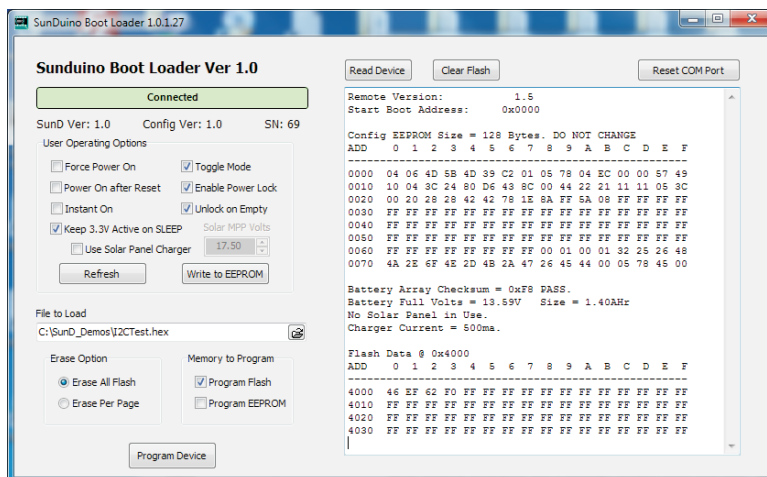 SunDuino Boot Loader 1.0.1.27
Sunduino Boot Loader Ver 1.0
Connected
SunD Ver: 1.0 Config Ver: 1.0 SN: 69
User Operating Options
Force Power On
Toggle Mode
Power On after Reset
Enable Power Lock
Instant On
Unlock on Empty
Keep 3.3V Active on SLEEP
Solar MPP Volts
Use Solar Panel Charger
17.50
Refresh
Write to EEPROM
File to Load
C:\SunD_Demos\I2CTest.hex
Erase Option
Erase All Flash
Erase Per Page
Memory to Program
Program Flash
Program EEPROM
Program Device
Read Device
Clear Flash
Reset COM Port
Remote Version: 1.5
Start Boot Address: 0x0000
Config EEPROM Size = 128 Bytes. DO NOT CHANGE
ADD 0 1 2 3 4 5 6 7 8 9 A B C D E F
--------------------------------------------------------
0000 04 06 4D 5B 4D 39 C2 01 05 78 04 EC 00 00 57 49
0010 10 04 3C 24 80 D6 43 8C 00 44 22 21 11 11 05 3C
0020 00 20 28 28 42 42 78 1E 8A FF 5A 08 FF FF FF FF
0030 FF FF FF FF FF FF FF FF FF FF FF FF FF FF FF FF
0040 FF FF FF FF FF FF FF FF FF FF FF FF FF FF FF FF
0050 FF FF FF FF FF FF FF FF FF FF FF FF FF FF FF FF
0060 FF FF FF FF FF FF FF FF 00 01 00 01 32 25 26 48
0070 4A 2E 6F 4E 2D 4B 2A 47 26 45 44 00 05 78 45 00
Battery Array Checksum = 0xF8 PASS.
Battery Full Volts = 13.59V Size = 1.40AHr
No Solar Panel in Use.
Charger Current = 500ma.
Flash Data @ 0x4000
ADD 0 1 2 3 4 5 6 7 8 9 A B C D E F
--------------------------------------------------------
4000 46 EF 62 F0 FF FF FF FF FF FF FF FF FF FF FF FF
4010 FF FF FF FF FF FF FF FF FF FF FF FF FF FF FF FF
4020 FF FF FF FF FF FF FF FF FF FF FF FF FF FF FF FF
4030 FF FF FF FF FF FF FF FF FF FF FF FF FF FF FF FF